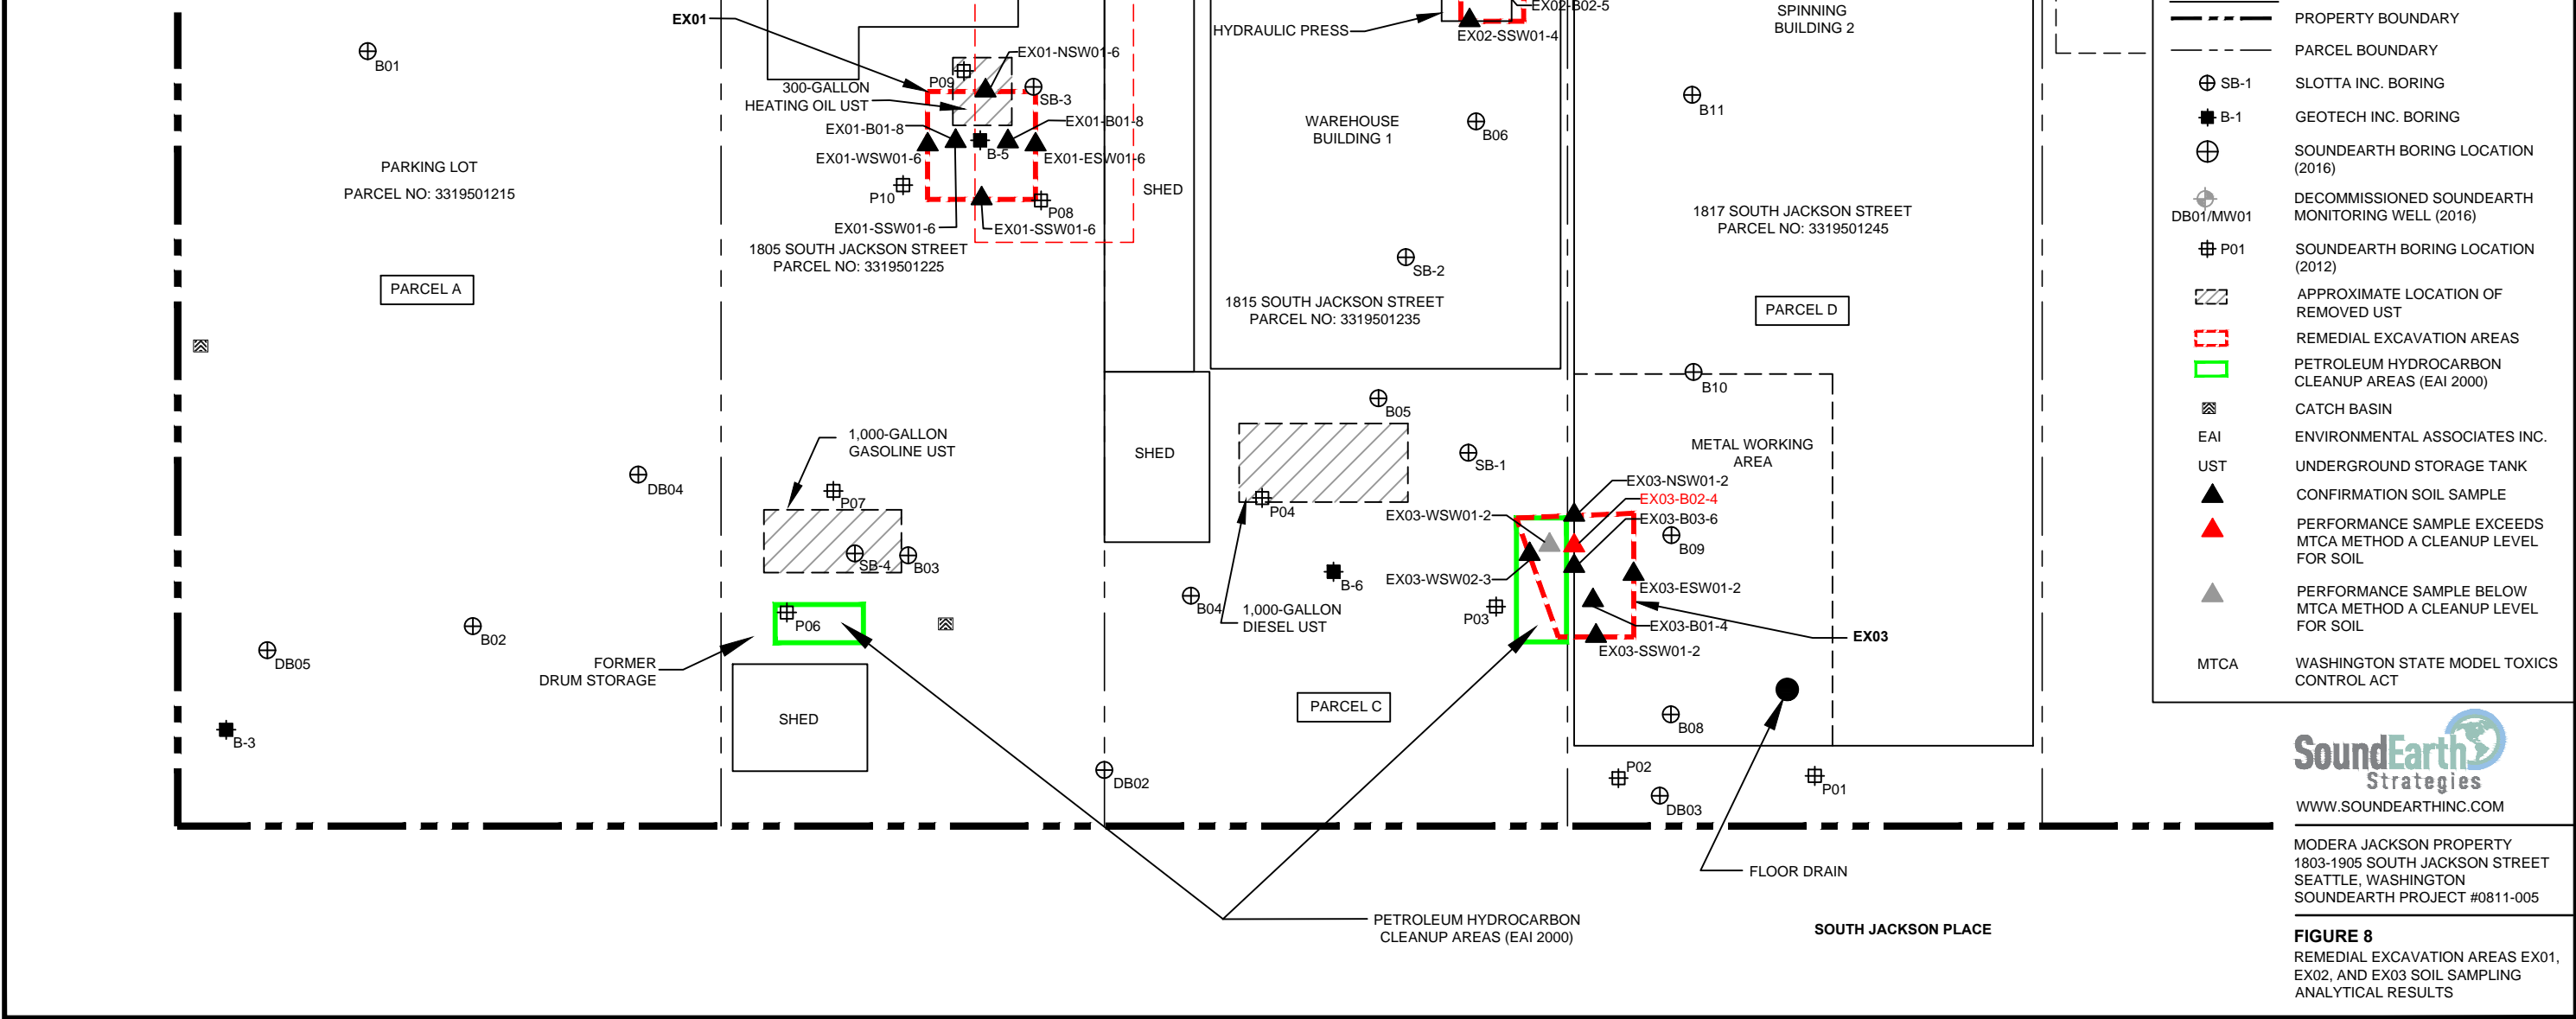 EX01
B01
EX01-NSW01-6
P09
300-GALLON
HEATING OIL UST
SB-3
EX01-B01-8
EX01-B01-8
B-5
EX01-WSW01-6
EX01-ESW01-6
P10
P08
EX01-SSW01-6
EX01-SSW01-6
1805 SOUTH JACKSON STREET
PARCEL NO: 3319501225
PARKING LOT
PARCEL NO: 3319501215
PARCEL A
SHED
HYDRAULIC PRESS
EX02-B02-5
EX02-SSW01-4
SPINNING
BUILDING 2
WAREHOUSE
BUILDING 1
B06
B11
SB-2
1815 SOUTH JACKSON STREET
PARCEL NO: 3319501235
1817 SOUTH JACKSON STREET
PARCEL NO: 3319501245
PARCEL D
B10
B05
1,000-GALLON
GASOLINE UST
SHED
SB-1
METAL WORKING
AREA
DB04
P07
P04
EX03-NSW01-2
EX03-B02-4
EX03-WSW01-2
EX03-B03-6
B09
SB-4
B03
B-6
EX03-WSW02-3
EX03-ESW01-2
B04
1,000-GALLON
DIESEL UST
P03
P06
EX03-B01-4
EX03
EX03-SSW01-2
B02
DB05
FORMER
DRUM STORAGE
SHED
PARCEL C
B08
B-3
DB02
P02
P01
DB03
FLOOR DRAIN
PETROLEUM HYDROCARBON
CLEANUP AREAS (EAI 2000)
SOUTH JACKSON PLACE
PROPERTY BOUNDARY
PARCEL BOUNDARY
SB-1 SLOTTA INC. BORING
B-1 GEOTECH INC. BORING
SOUNDEARTH BORING LOCATION
(2016)
DB01/MW01
DECOMMISSIONED SOUNDEARTH
MONITORING WELL (2016)
P01 SOUNDEARTH BORING LOCATION
(2012)
APPROXIMATE LOCATION OF
REMOVED UST
REMEDIAL EXCAVATION AREAS
PETROLEUM HYDROCARBON
CLEANUP AREAS (EAI 2000)
CATCH BASIN
EAI ENVIRONMENTAL ASSOCIATES INC.
UST UNDERGROUND STORAGE TANK
CONFIRMATION SOIL SAMPLE
PERFORMANCE SAMPLE EXCEEDS
MTCA METHOD A CLEANUP LEVEL
FOR SOIL
PERFORMANCE SAMPLE BELOW
MTCA METHOD A CLEANUP LEVEL
FOR SOIL
MTCA WASHINGTON STATE MODEL TOXICS
CONTROL ACT
SoundEarth
Strategies
WWW.SOUNDEARTHINC.COM
MODERA JACKSON PROPERTY
1803-1905 SOUTH JACKSON STREET
SEATTLE, WASHINGTON
SOUNDEARTH PROJECT #0811-005
FIGURE 8
REMEDIAL EXCAVATION AREAS EX01,
EX02, AND EX03 SOIL SAMPLING
ANALYTICAL RESULTS